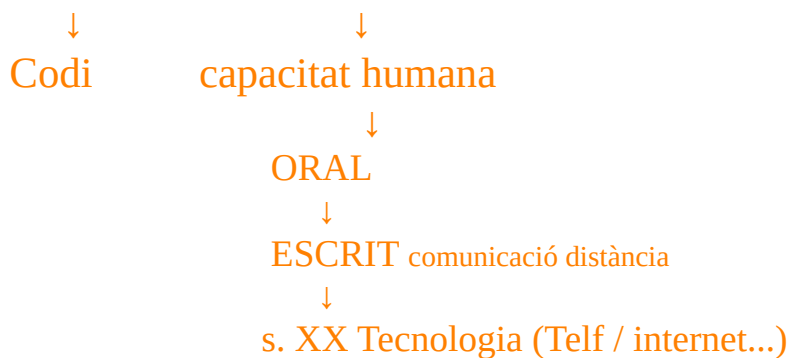 ↓ ↓
Codi capacitat humana
↓
ORAL
↓
ESCRIT comunicació distància
↓
s. XX Tecnologia (Telf / internet...)